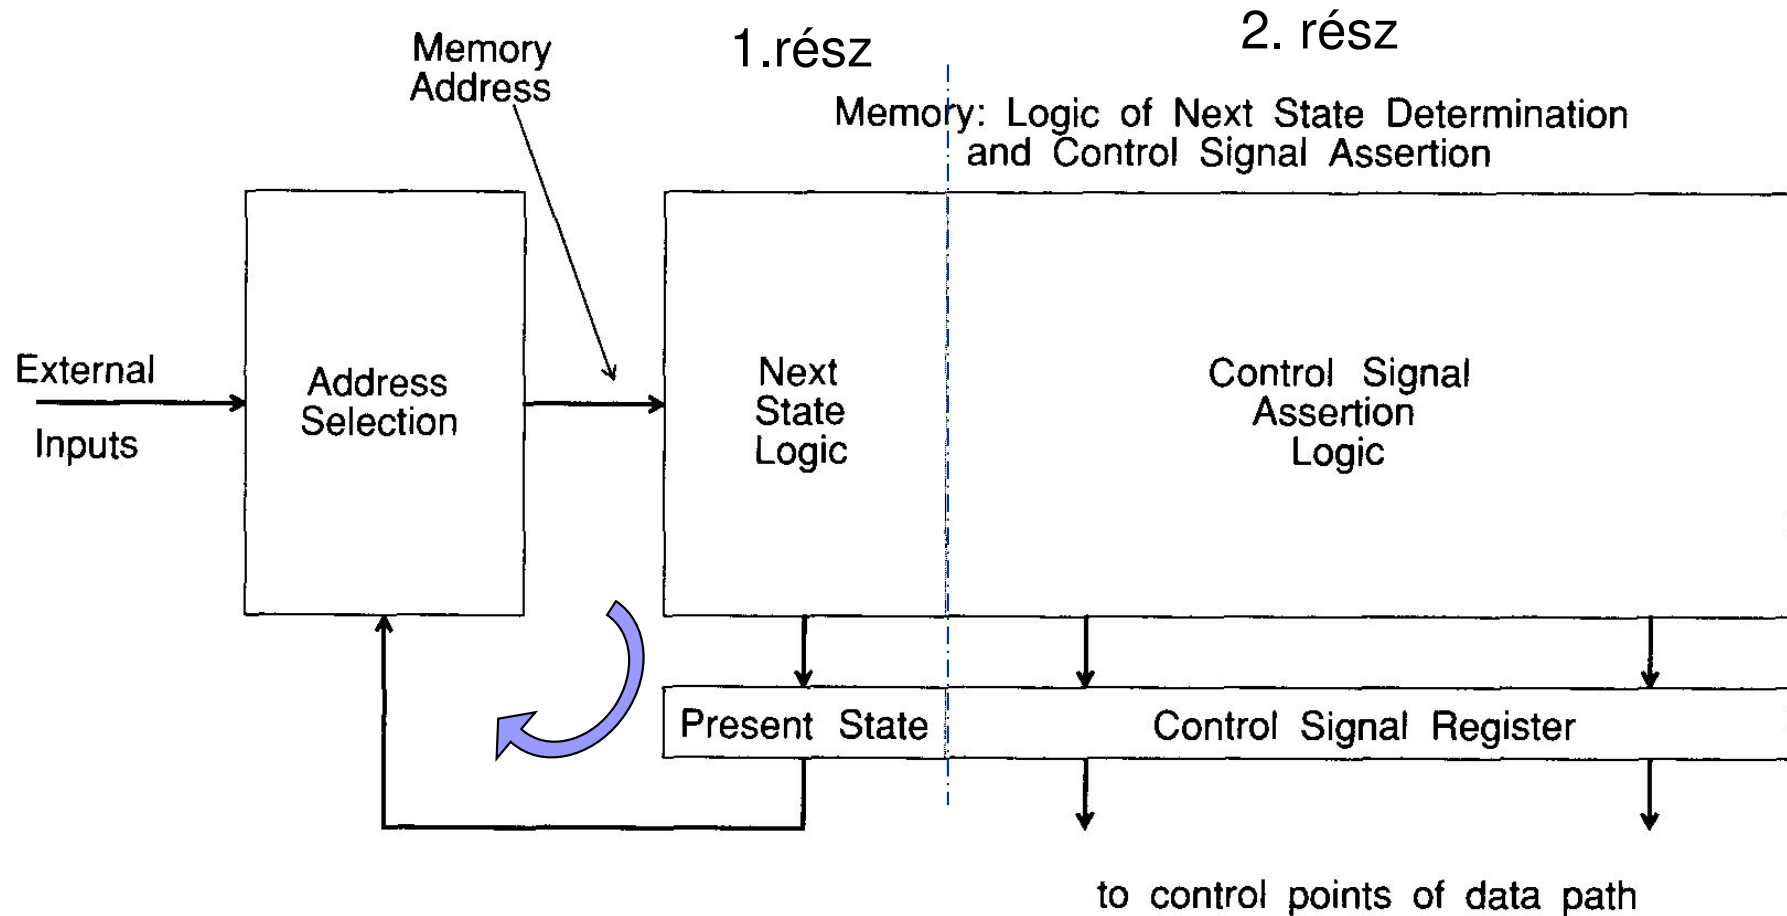 1.rész
2. rész
Memory
Address
Memory: Logic of Next State Determination
and Control Signal Assertion
External
Inputs
Address
Selection
Next
State
Logic
Control Signal
Assertion
Logic
Present State
Control Signal Register
to control points of data path